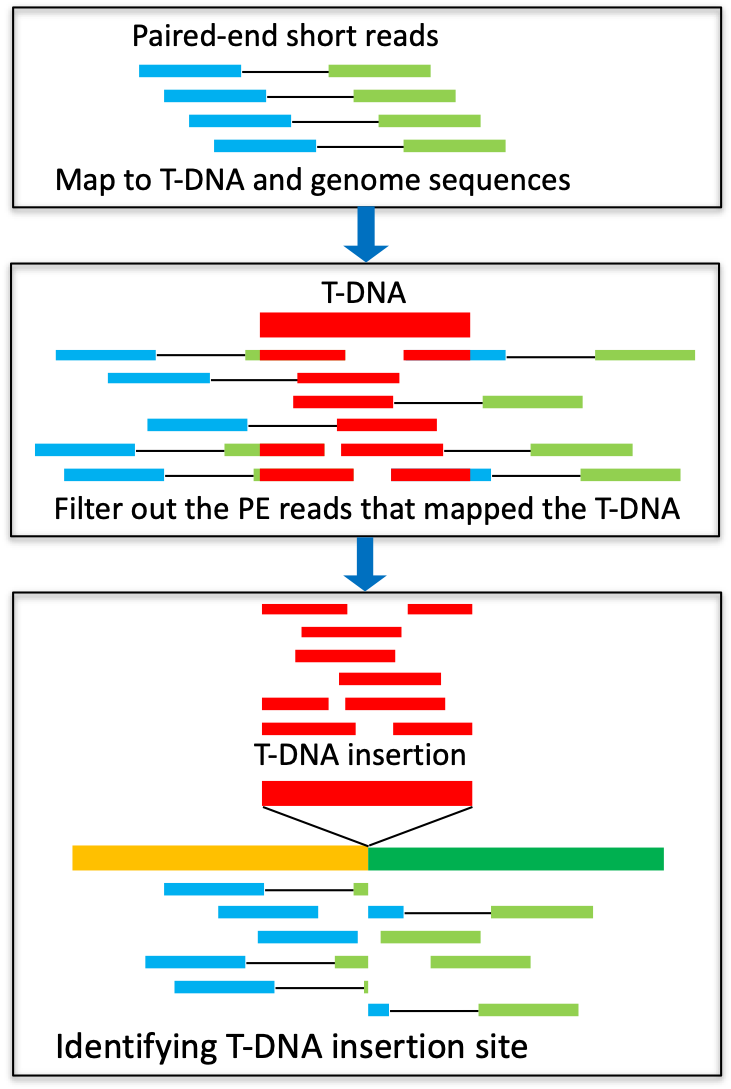 Paired-end short reads
Map to T-DNA and genome sequences
T-DNA
Filter out the PE reads that mapped the T-DNA
T-DNA insertion
Identifying T-DNA insertion site